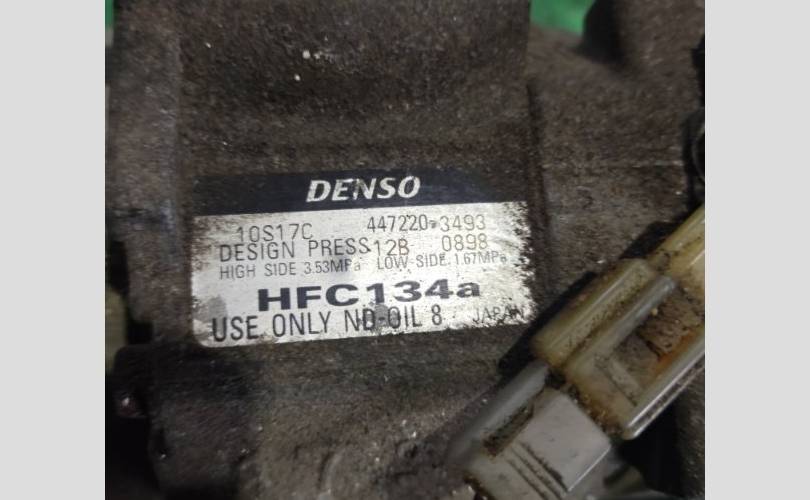 DENSO
10S17C 447220-3493
DESIGN PRESS 12B 0898
HIGH SIDE 3.53MPa LOW SIDE 1.67MPa
HFC134a
USE ONLY ND-OIL 8 JAPAN